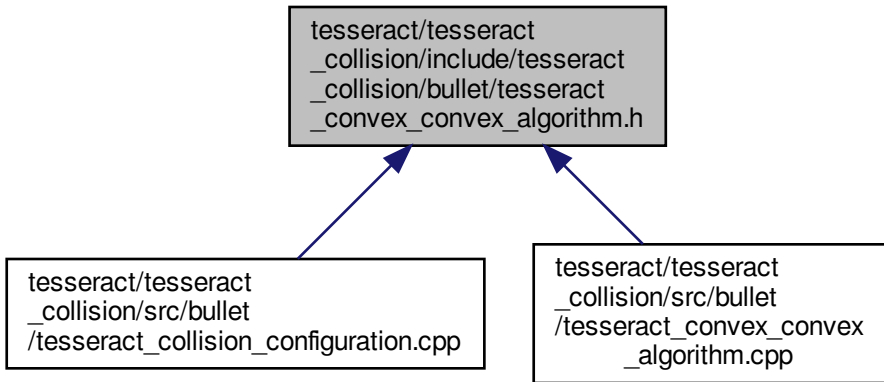 tesseract/tesseract
_collision/include/tesseract
_collision/bullet/tesseract
_convex_convex_algorithm.h
tesseract/tesseract
_collision/src/bullet
/tesseract_collision_configuration.cpp
tesseract/tesseract
_collision/src/bullet
/tesseract_convex_convex
_algorithm.cpp